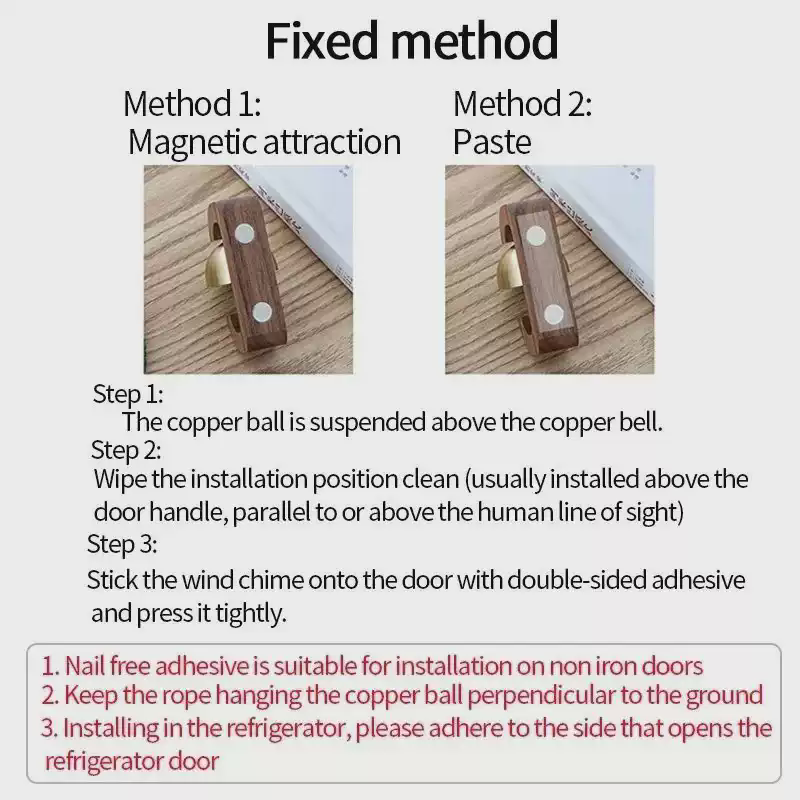 Fixed method
Method 1:
Magnetic attraction
Method 2:
Paste
Step 1:
The copper ball is suspended above the copper bell.
Step 2:
Wipe the installation position clean (usually installed above the
door handle, parallel to or above the human line of sight)
Step 3:
Stick the wind chime onto the door with double-sided adhesive
and press it tightly.
1. Nail free adhesive is suitable for installation on non iron doors
2. Keep the rope hanging the copper ball perpendicular to the ground
3. Installing in the refrigerator, please adhere to the side that opens the
refrigerator door